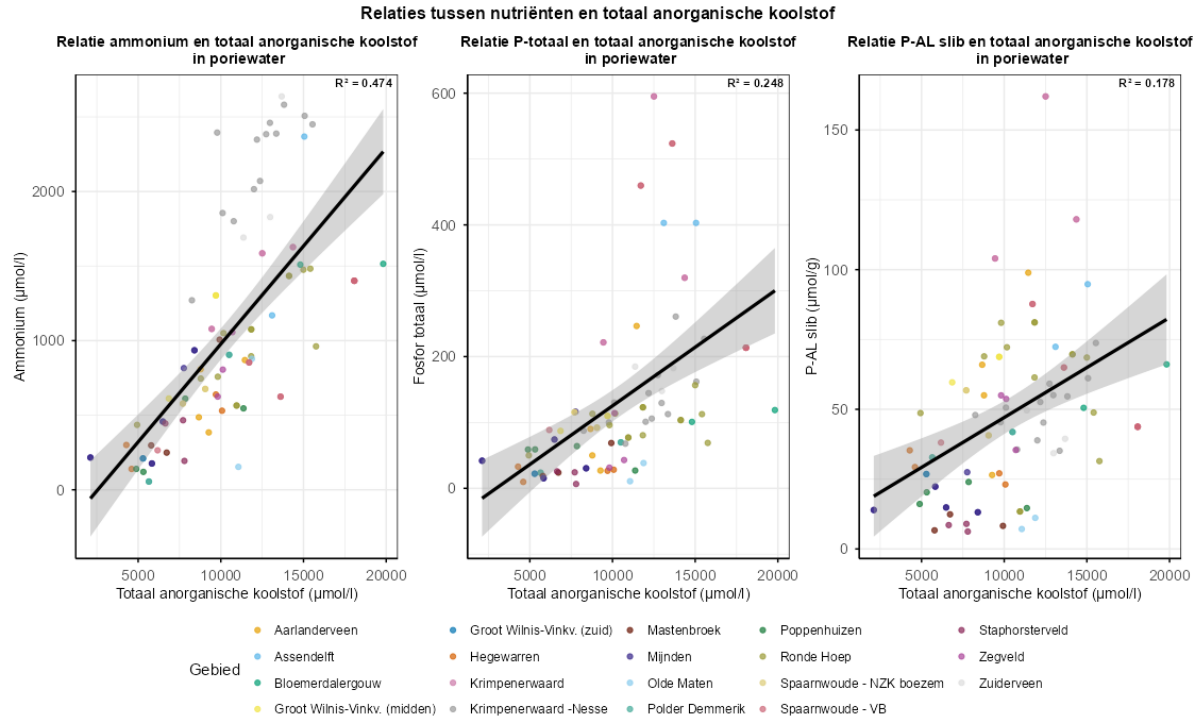 Relaties tussen nutriënten en totaal anorganische koolstof
Relatie ammonium en totaal anorganische koolstof
in poriewater
R² = 0.474
Ammonium (µmol/l)
2000
1000
0
5000 10000 15000 20000
Totaal anorganische koolstof (µmol/l)
Relatie P-totaal en totaal anorganische koolstof
in poriewater
R² = 0.248
Fosfor totaal (µmol/l)
600
400
200
0
5000 10000 15000 20000
Totaal anorganische koolstof (µmol/l)
Relatie P-AL slib en totaal anorganische koolstof
in poriewater
R² = 0.178
P-AL slib (µmol/g)
150
100
50
0
5000 10000 15000 20000
Totaal anorganische koolstof (µmol/l)
Gebied
Aarlanderveen
Assendelft
Bloemerdalergouw
Groot Wilnis-Vinkv. (midden)
Groot Wilnis-Vinkv. (zuid)
Hegewarren
Krimpenerwaard
Krimpenerwaard -Nesse
Mastenbroek
Mijnden
Olde Maten
Polder Demmerik
Poppenhuizen
Ronde Hoep
Spaarnwoude - NZK boezem
Spaarnwoude - VB
Staphorsterveld
Zegveld
Zuiderveen